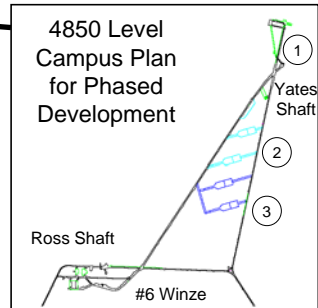 4850 Level
Campus Plan
for Phased
Development
1
Yates
Shaft
2
3
Ross Shaft
#6 Winze